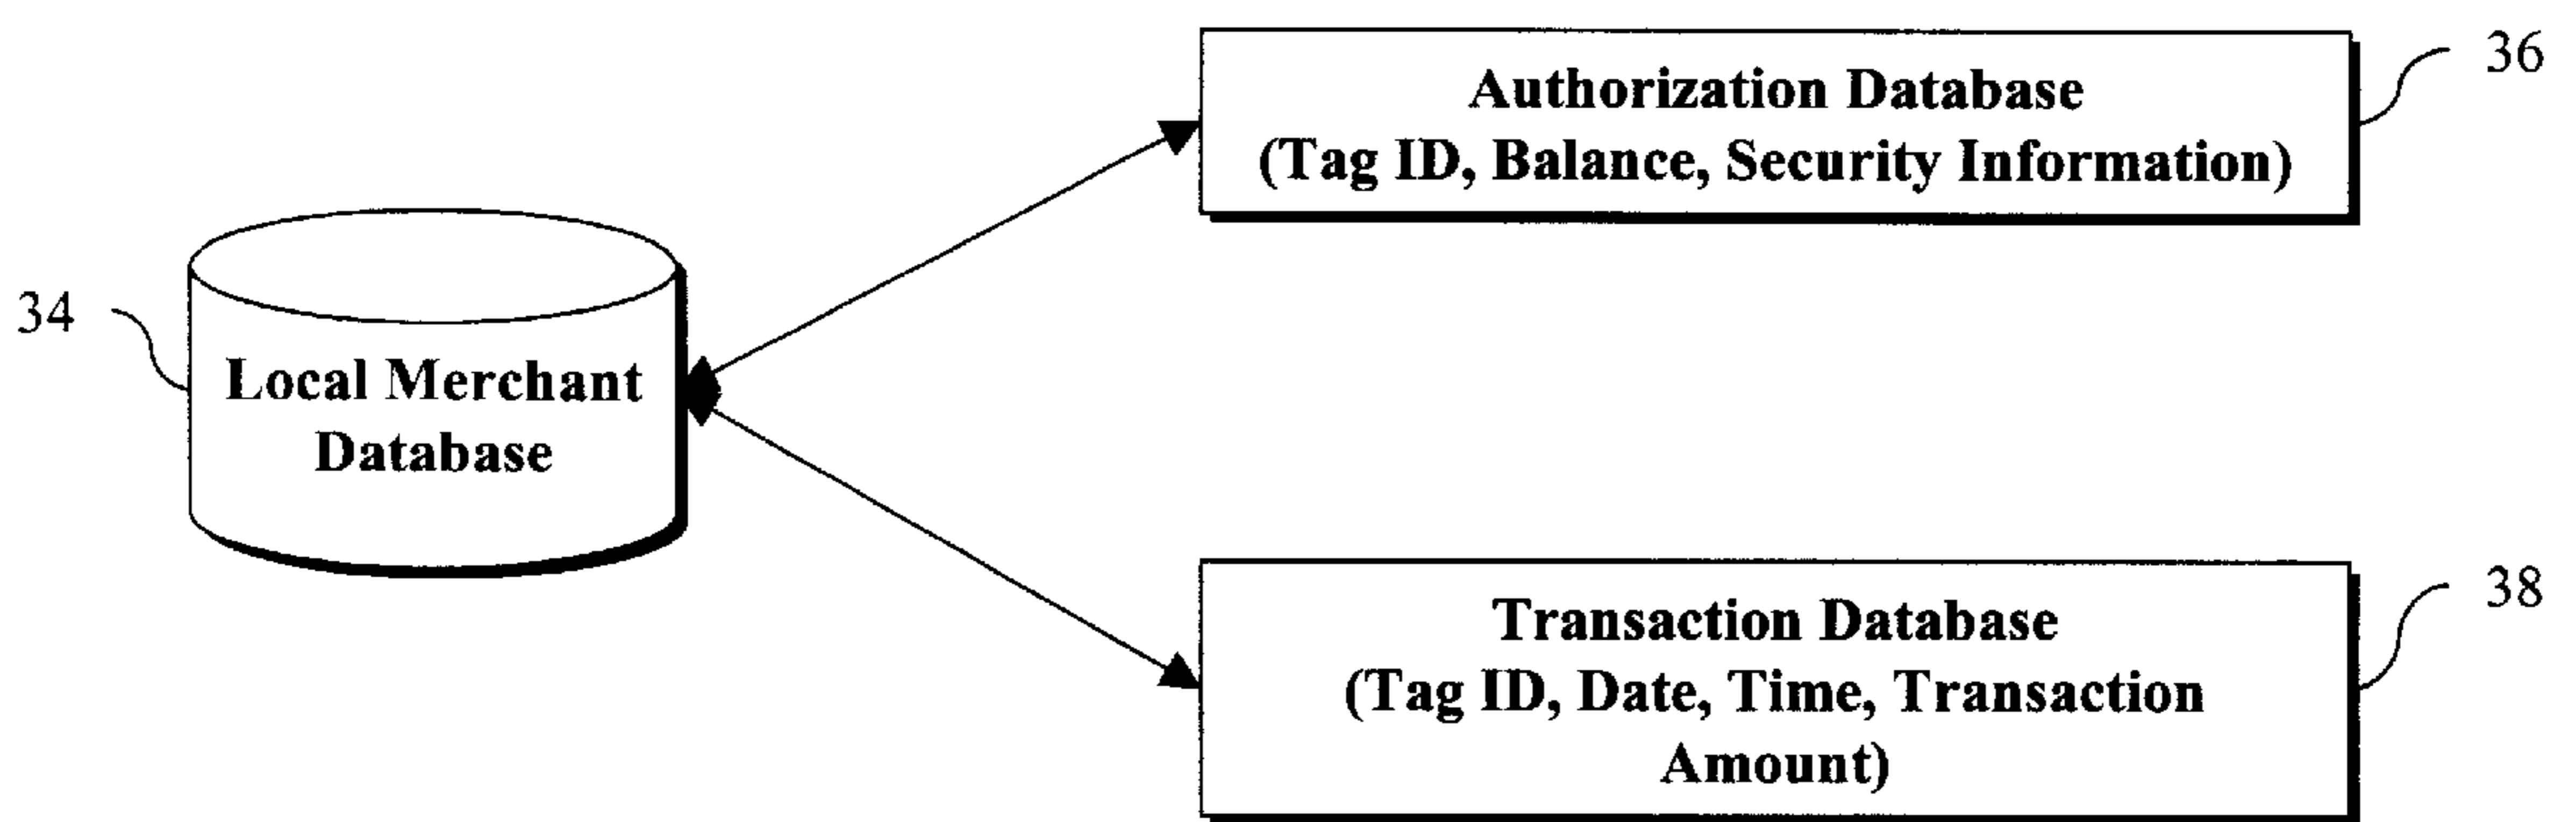 34
Local Merchant
Database
36
Authorization Database
(Tag ID, Balance, Security Information)
38
Transaction Database
(Tag ID, Date, Time, Transaction
Amount)